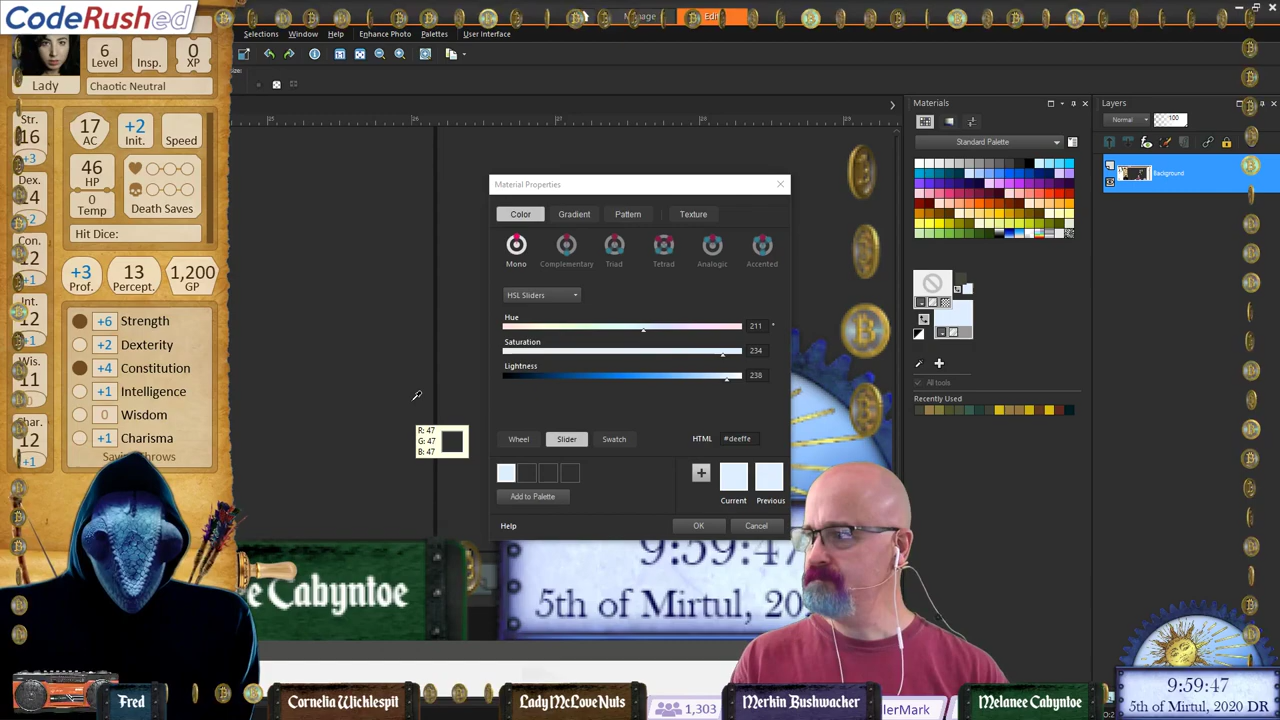 CodeRushed
Manage
Edit
Selections Window Help Enhance Photo Palettes User Interface
6
Level
Insp.
0
XP
Lady
Chaotic Neutral
Str.
16
+3
17
AC
+2
Init.
Speed
46
HP
0
Temp
Death Saves
Hit Dice:
Dex.
14
+2
Con.
12
+1
Int.
12
+1
Wis.
11
Char.
12
+1
+3
Prof.
13
Percept.
1,200
GP
+6 Strength
+2 Dexterity
+4 Constitution
+1 Intelligence
0 Wisdom
+1 Charisma
Saving Throws
Material Properties
Color Gradient Pattern Texture
Mono Complementary Triad Tetrad Analogic Accented
HSL Sliders
Hue
211 °
Saturation
234
Lightness
238
Wheel Slider Swatch HTML #deeffe
Add to Palette
Current Previous
Help OK Cancel
R: 47
G: 47
B: 47
Materials
Standard Palette
All tools
Recently Used
Layers
Normal 100
Background
e Cabyntoe
9:59:47
5th of Mirtul, 20
Fred
Cornelia Wicklespit
Lady McLove Nuts
1,303
Merkin Bushwacker
lerMark
Melanee Cabyntoe
9:59:47
5th of Mirtul, 2020 DR